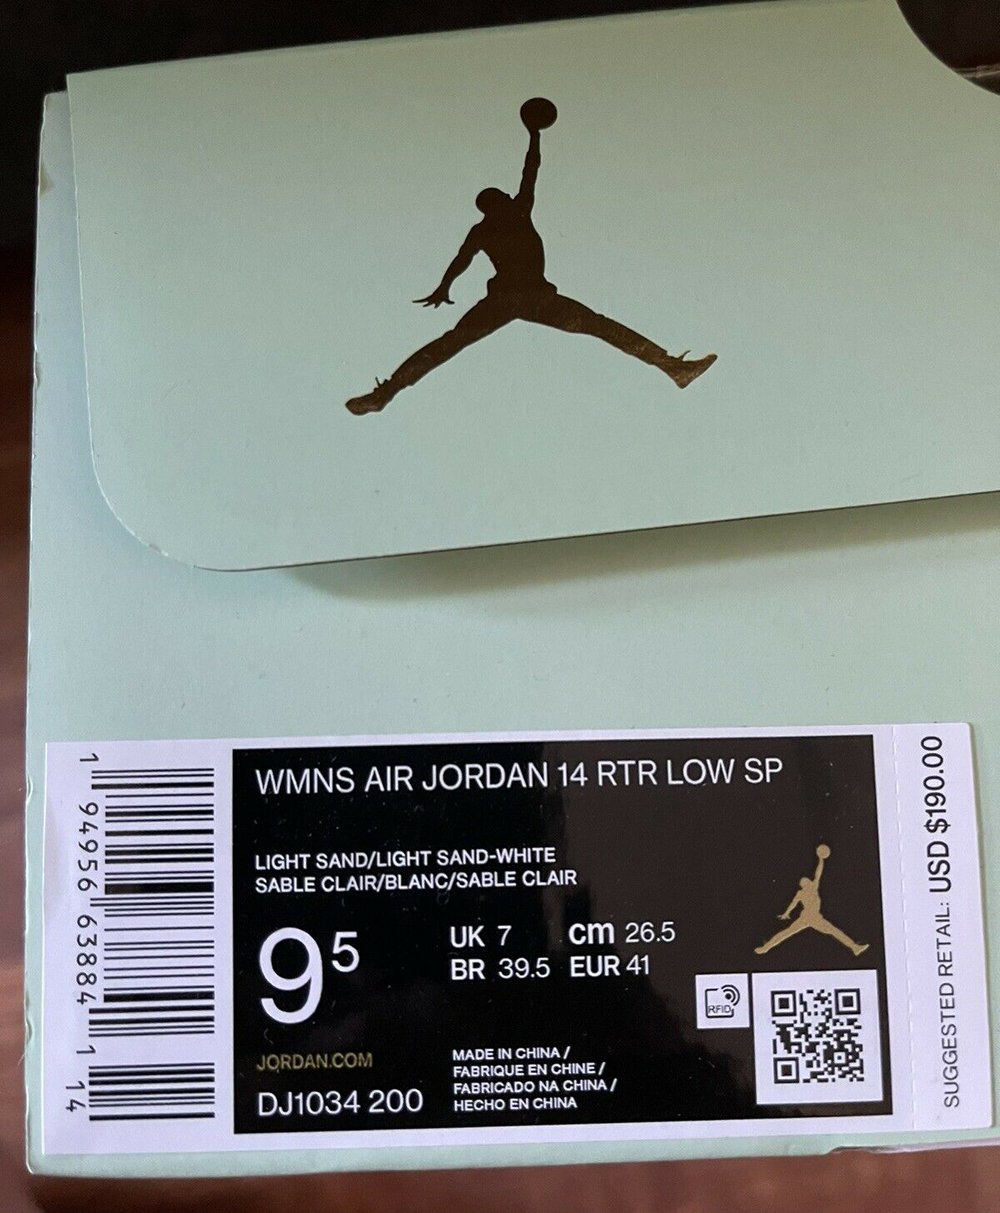 WMNS AIR JORDAN 14 RTR LOW SP
LIGHT SAND/LIGHT SAND-WHITE
SABLE CLAIR/BLANC/SABLE CLAIR
9 5
UK 7 cm 26.5
BR 39.5 EUR 41
RFID
JORDAN.COM
DJ1034 200
MADE IN CHINA /
FABRIQUE EN CHINE /
FABRICADO NA CHINA /
HECHO EN CHINA
1 94956 63884 1 14
SUGGESTED RETAIL: USD $190.00